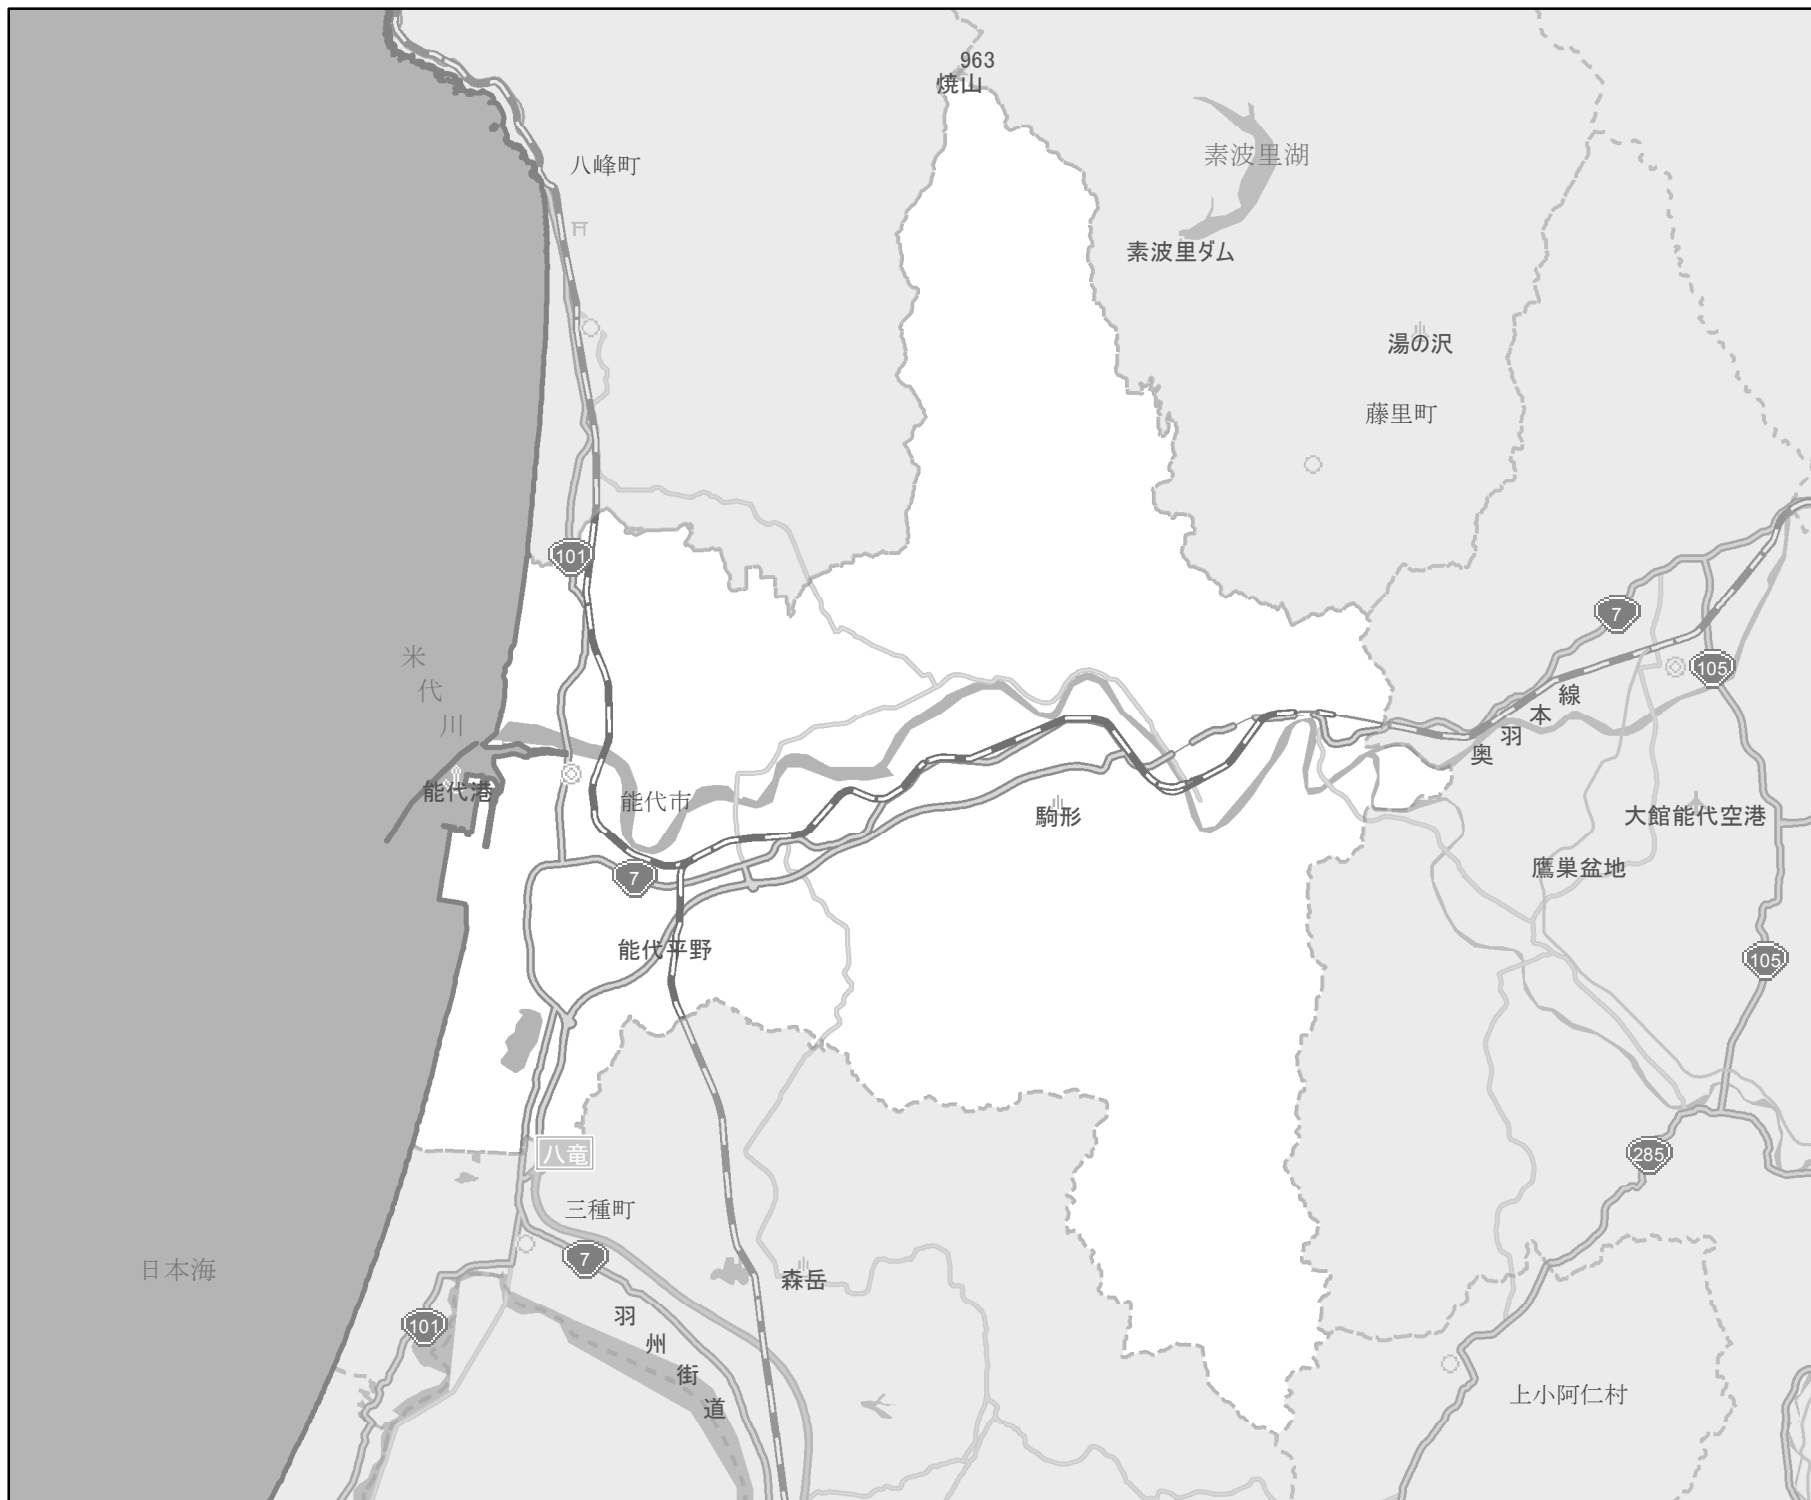 963
焼山
八峰町
素波里湖
素波里ダム
湯の沢
藤里町
101
7
米代川
105
奥羽本線
能代港
能代市
駒形
大館能代空港
鷹巣盆地
7
能代平野
105
八竜
285
三種町
日本海
7
森岳
101
羽州街道
上小阿仁村